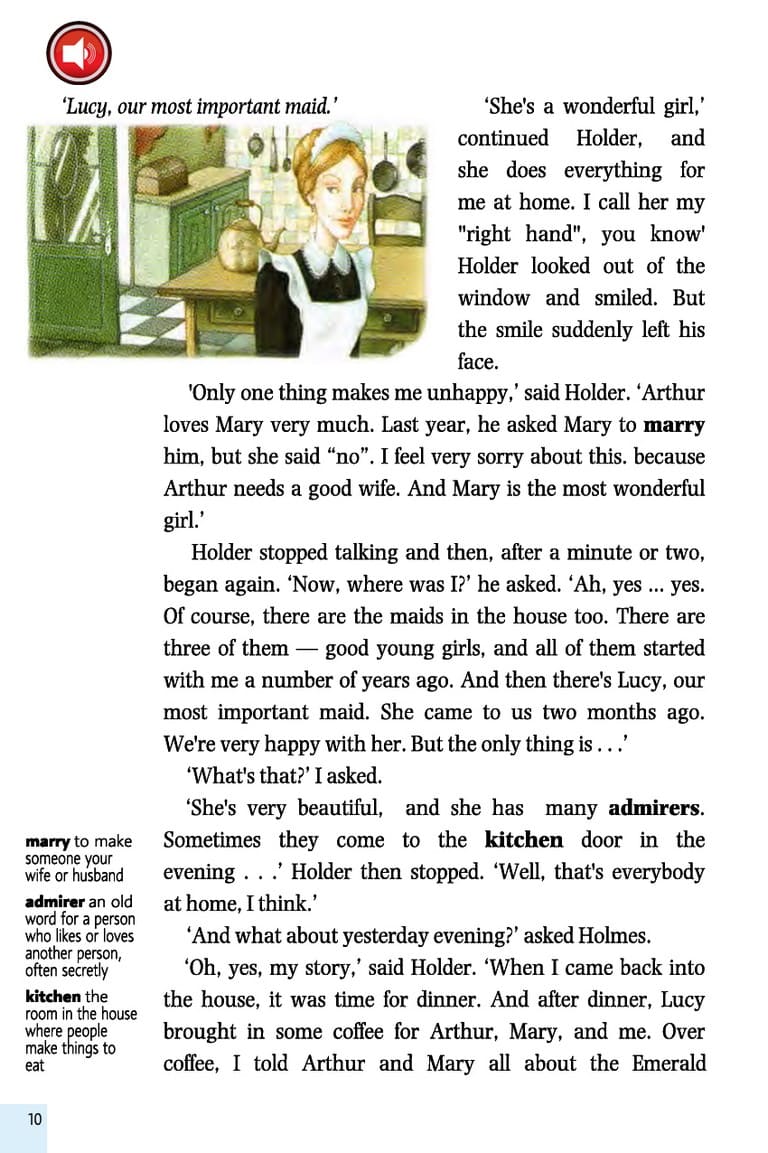 ‘Lucy, our most important maid.’
‘She's a wonderful girl,’
continued Holder, and
she does everything for
me at home. I call her my
"right hand", you know'
Holder looked out of the
window and smiled. But
the smile suddenly left his
face.
'Only one thing makes me unhappy,’ said Holder. ‘Arthur
loves Mary very much. Last year, he asked Mary to marry
him, but she said “no”. I feel very sorry about this. because
Arthur needs a good wife. And Mary is the most wonderful
girl.’
Holder stopped talking and then, after a minute or two,
began again. ‘Now, where was I?’ he asked. ‘Ah, yes ... yes.
Of course, there are the maids in the house too. There are
three of them — good young girls, and all of them started
with me a number of years ago. And then there's Lucy, our
most important maid. She came to us two months ago.
We're very happy with her. But the only thing is . . .’
‘What's that?’ I asked.
‘She's very beautiful, and she has many admirers.
Sometimes they come to the kitchen door in the
evening . . .’ Holder then stopped. ‘Well, that's everybody
at home, I think.’
‘And what about yesterday evening?’ asked Holmes.
‘Oh, yes, my story,’ said Holder. ‘When I came back into
the house, it was time for dinner. And after dinner, Lucy
brought in some coffee for Arthur, Mary, and me. Over
coffee, I told Arthur and Mary all about the Emerald
marry to make
someone your
wife or husband
admirer an old
word for a person
who likes or loves
another person,
often secretly
kitchen the
room in the house
where people
make things to
eat
10